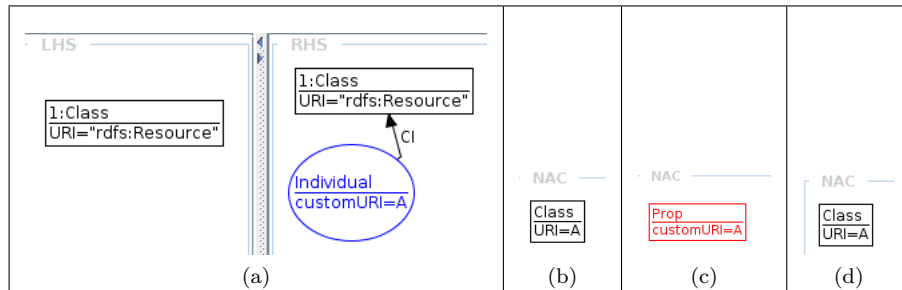 LHS
1:Class
URI="rdfs:Resource"
RHS
1:Class
URI="rdfs:Resource"
CI
Individual
customURI=A
(a)
NAC
Class
URI=A
(b)
NAC
Prop
customURI=A
(c)
NAC
Class
URI=A
(d)